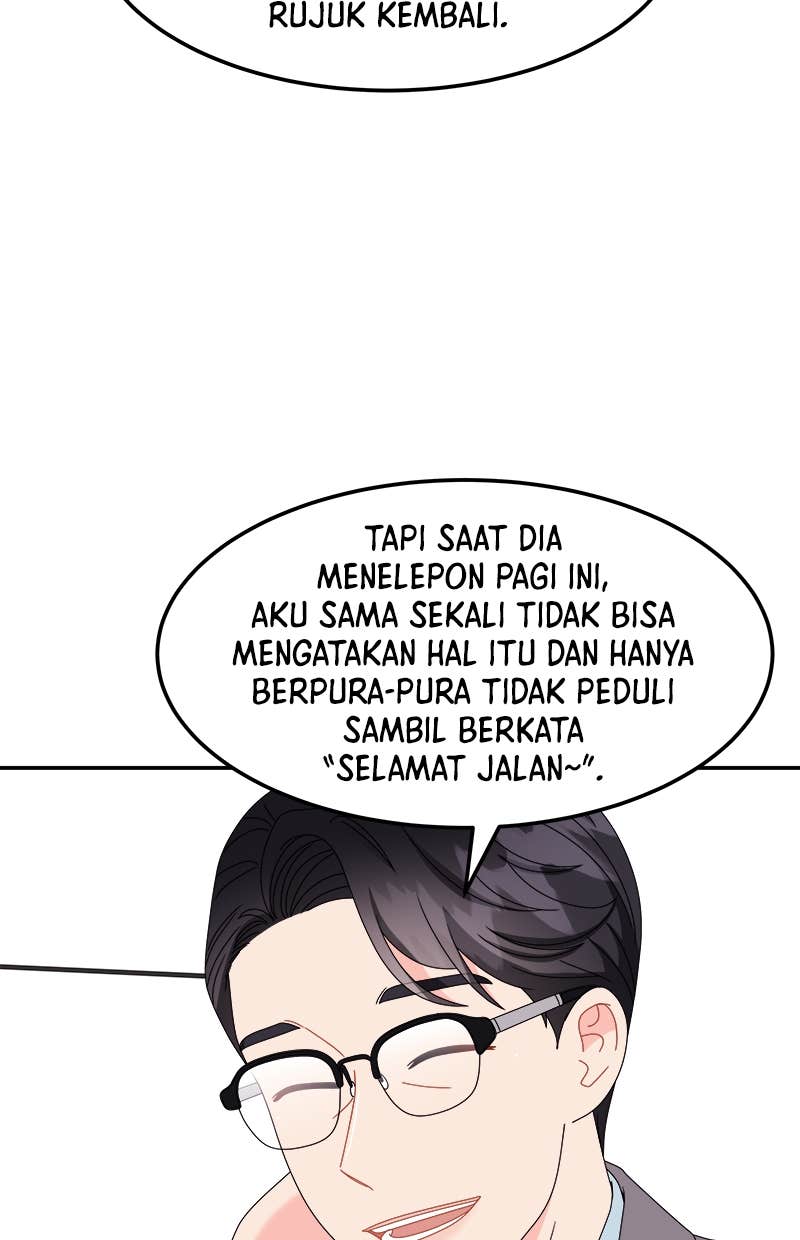 RUJUK KEMBALI.
TAPI SAAT DIA
MENELEPON PAGI INI,
AKU SAMA SEKALI TIDAK BISA
MENGATAKAN HAL ITU DAN HANYA
BERPURA-PURA TIDAK PEDULI
SAMBIL BERKATA
“SELAMAT JALAN~”.